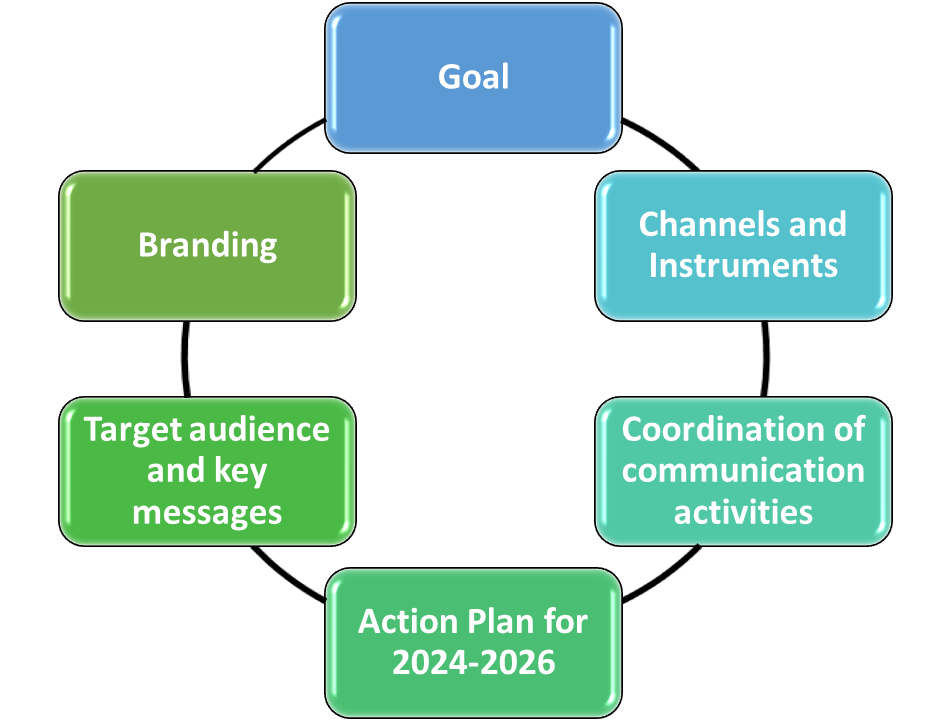 Goal
Channels and
Instruments
Coordination of
communication
activities
Action Plan for
2024-2026
Target audience
and key
messages
Branding